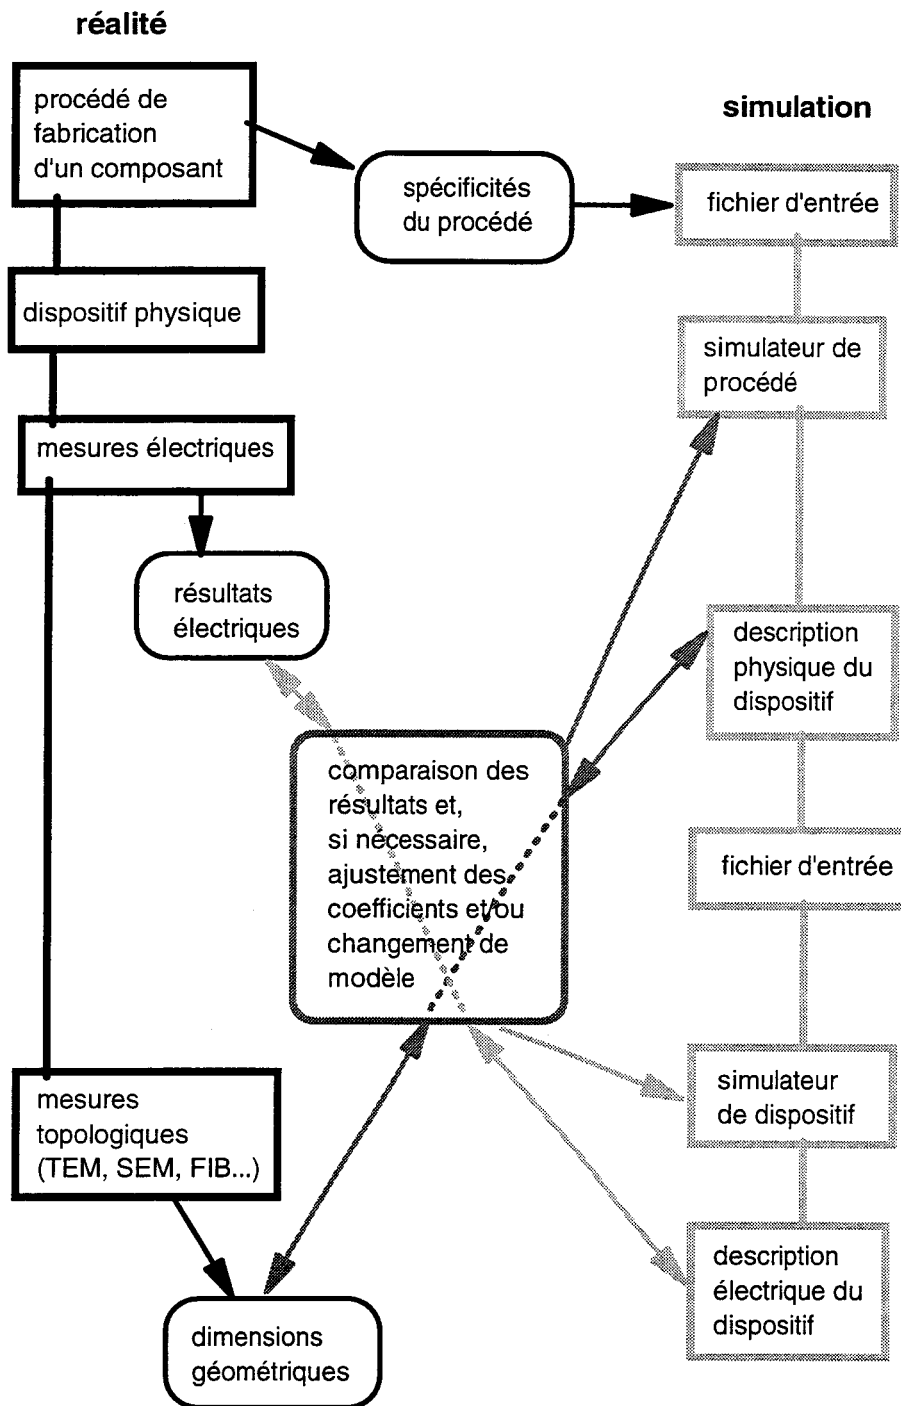 réalité
procédé de
fabrication
d'un composant
simulation
spécificités
du procédé
fichier d'entrée
dispositif physique
simulateur de
procédé
mesures électriques
résultats
électriques
description
physique du
dispositif
comparaison des
résultats et,
si nécessaire,
ajustement des
coefficients et/ou
changement de
modèle
fichier d'entrée
simulateur
de dispositif
mesures
topologiques
(TEM, SEM, FIB...)
description
électrique du
dispositif
dimensions
géométriques